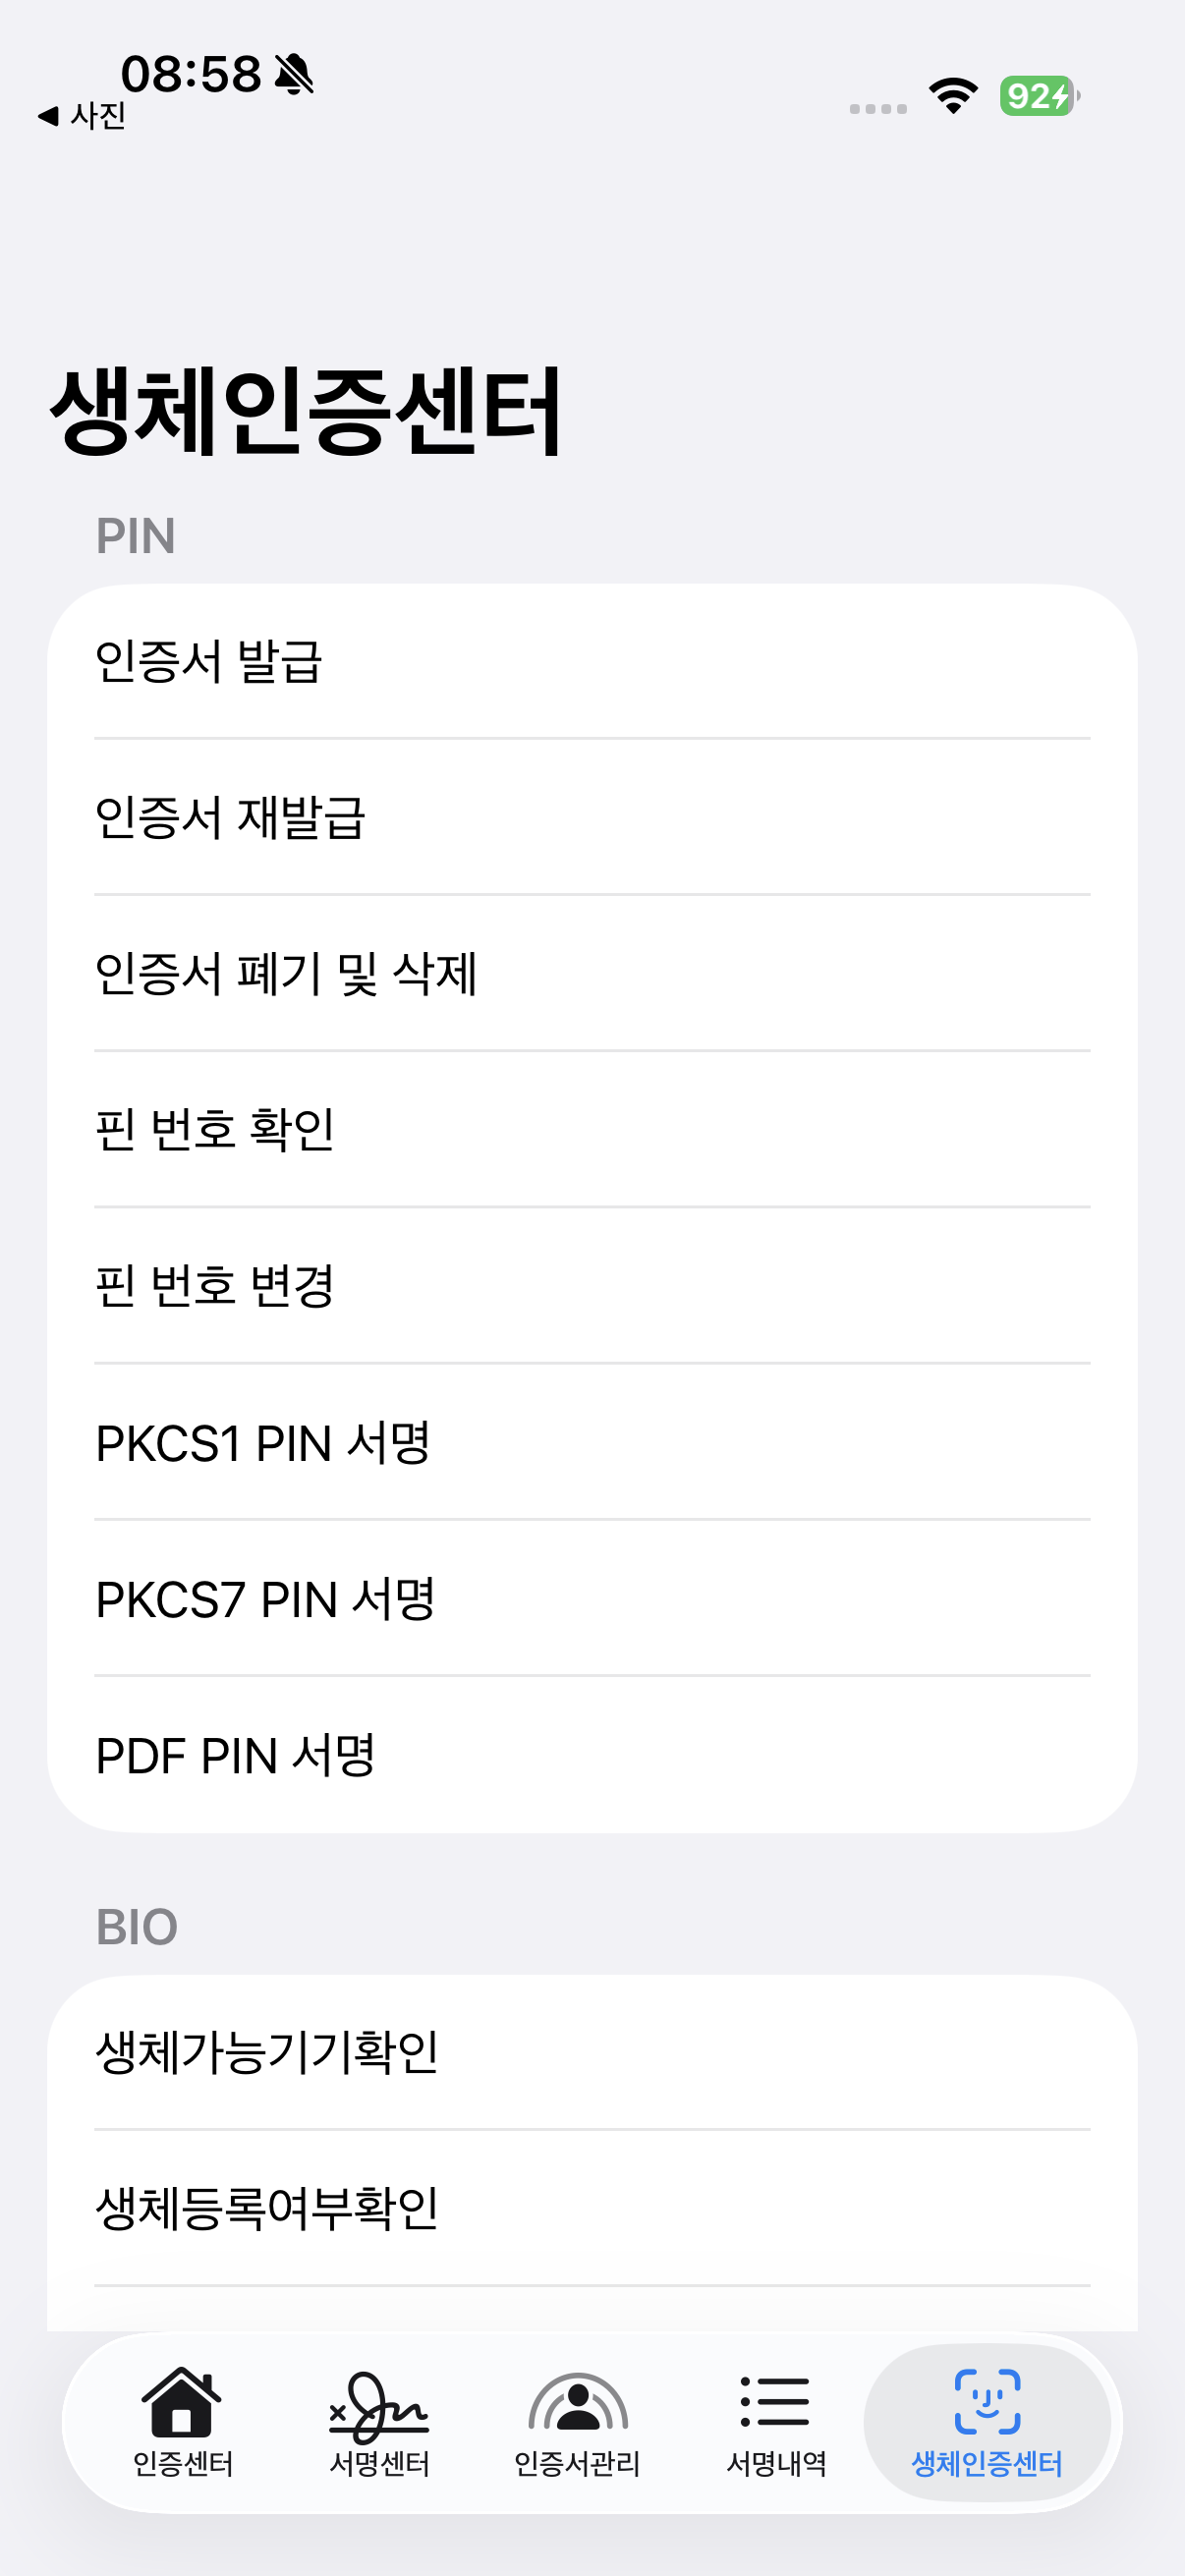 08:58
사진
92
생체인증센터
PIN
인증서 발급
인증서 재발급
인증서 폐기 및 삭제
핀 번호 확인
핀 번호 변경
PKCS1 PIN 서명
PKCS7 PIN 서명
PDF PIN 서명
BIO
생체가능기기확인
생체등록여부확인
인증센터 서명센터 인증서관리 서명내역 생체인증센터